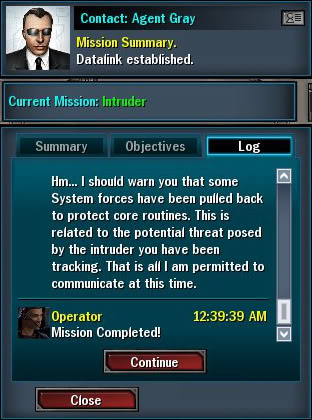 Contact: Agent Gray
Mission Summary.
Datalink established.
Current Mission: Intruder
Summary
Objectives
Log
Hm... I should warn you that some
System forces have been pulled back
to protect core routines. This is
related to the potential threat posed
by the intruder you have been
tracking. That is all I am permitted to
communicate at this time.
Operator 12:39:39 AM
Mission Completed!
Continue
Close